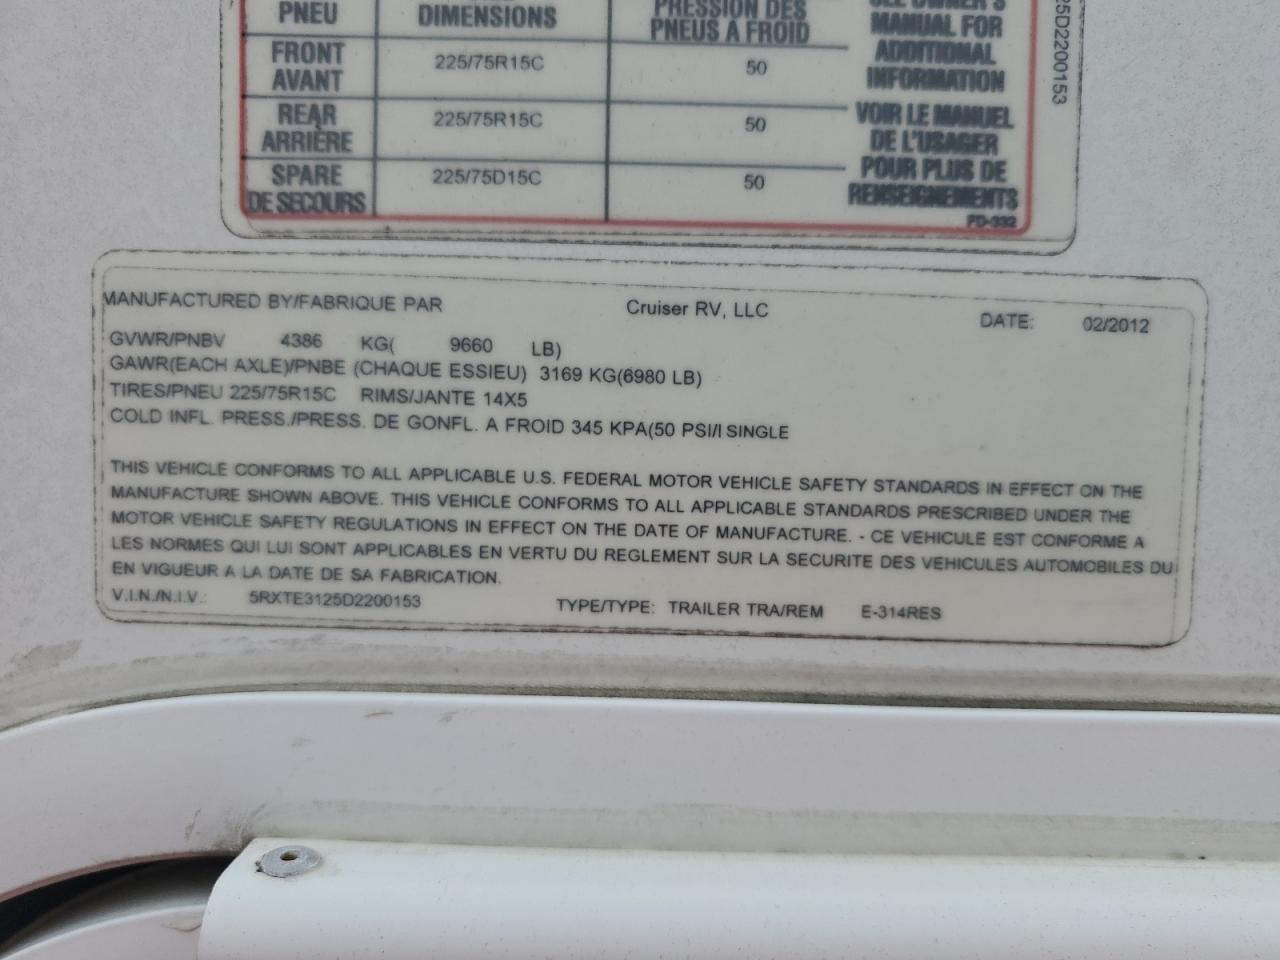 PNEU DIMENSIONS PRESSION DES PNEUS A FROID
FRONT AVANT 225/75R15C 50
REAR ARRIÈRE 225/75R15C 50
SPARE DE SECOURS 225/75D15C 50
SEE OWNER'S
MANUAL FOR
ADDITIONAL
INFORMATION
VOIR LE MANUEL
DE L'USAGER
POUR PLUS DE
RENSEIGNEMENTS
25D2200153
MANUFACTURED BY/FABRIQUE PAR Cruiser RV, LLC DATE: 02/2012
GVWR/PNBV 4386 KG( 9660 LB)
GAWR(EACH AXLE)/PNBE (CHAQUE ESSIEU) 3169 KG(6980 LB)
TIRES/PNEU 225/75R15C RIMS/JANTE 14X5
COLD INFL. PRESS./PRESS. DE GONFL. A FROID 345 KPA(50 PSI/I SINGLE
THIS VEHICLE CONFORMS TO ALL APPLICABLE U.S. FEDERAL MOTOR VEHICLE SAFETY STANDARDS IN EFFECT ON THE
MANUFACTURE SHOWN ABOVE. THIS VEHICLE CONFORMS TO ALL APPLICABLE STANDARDS PRESCRIBED UNDER THE
MOTOR VEHICLE SAFETY REGULATIONS IN EFFECT ON THE DATE OF MANUFACTURE. - CE VEHICULE EST CONFORME A
LES NORMES QUI LUI SONT APPLICABLES EN VERTU DU REGLEMENT SUR LA SECURITE DES VEHICULES AUTOMOBILES DU
EN VIGUEUR A LA DATE DE SA FABRICATION.
V.I.N./N.I.V.: 5RXTE3125D2200153 TYPE/TYPE: TRAILER TRA/REM E-314RES